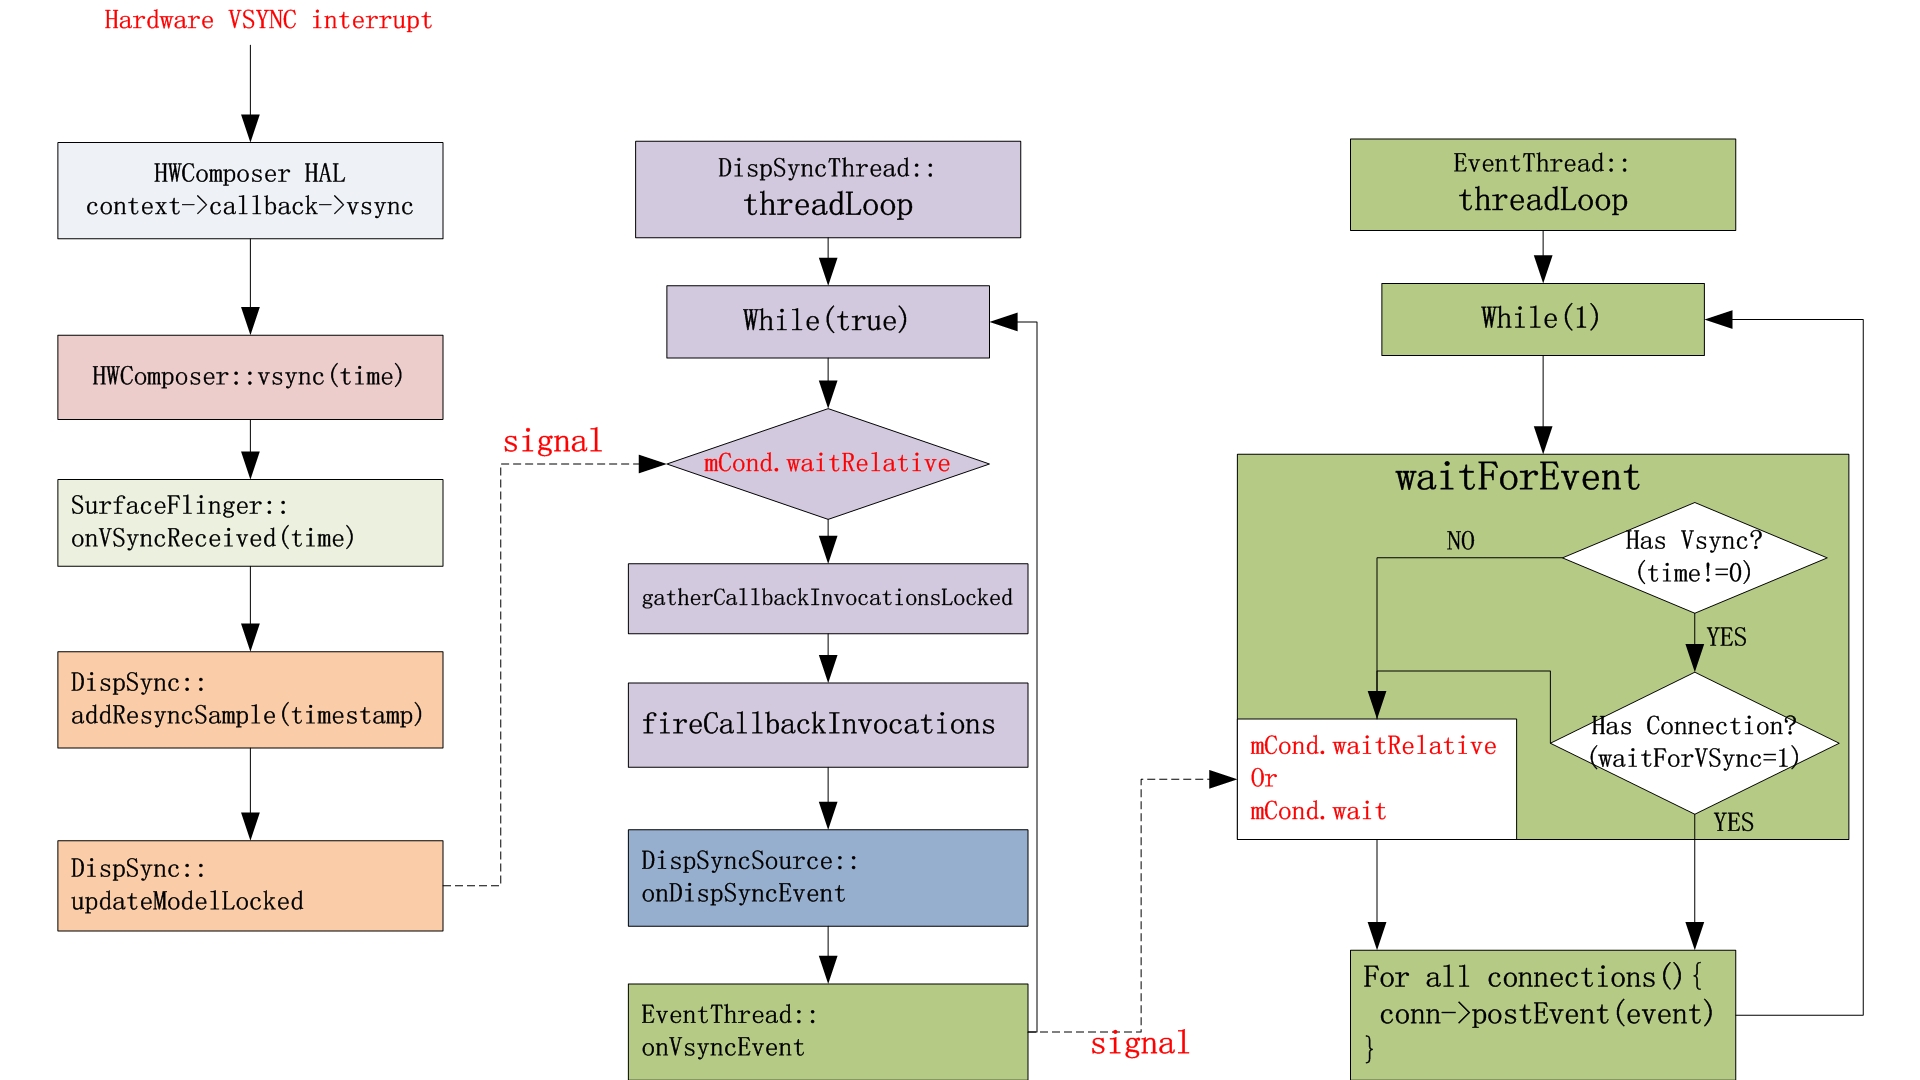 Hardware VSYNC interrupt
HWComposer HAL
context->callback->vsync
HWComposer::vsync(time)
SurfaceFlinger::
onVSyncReceived(time)
DispSync::
addResyncSample(timestamp)
DispSync::
updateModelLocked
signal
DispSyncThread::
threadLoop
While(true)
mCond.waitRelative
gatherCallbackInvocationsLocked
fireCallbackInvocations
DispSyncSource::
onDispSyncEvent
EventThread::
onVsyncEvent
signal
EventThread::
threadLoop
While(1)
waitForEvent
Has Vsync?
(time!=0)
NO
YES
Has Connection?
(waitForVSync=1)
YES
mCond.waitRelative
Or
mCond.wait
For all connections(){
conn->postEvent(event)
}